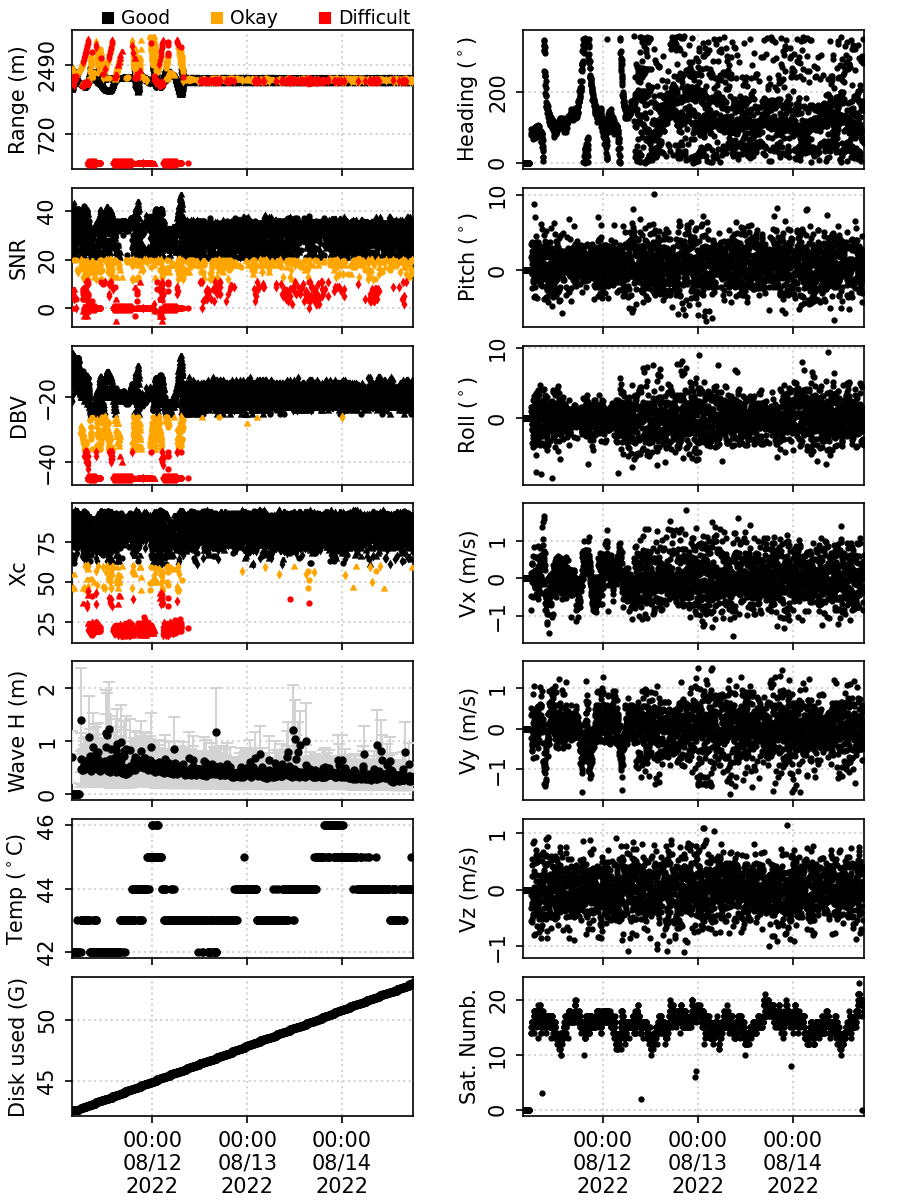 Good Okay Difficult
Range (m)
2490
720
Heading (°)
200
0
SNR
40
20
0
Pitch (°)
10
0
DBV
−20
−40
Roll (°)
10
0
Xc
75
50
25
Vx (m/s)
1
0
−1
Wave H (m)
2
1
0
Vy (m/s)
1
0
−1
Temp (°C)
46
44
42
Vz (m/s)
1
0
−1
Disk used (G)
50
45
Sat. Numb.
20
10
0
00:00 00:00 00:00
08/12 08/13 08/14
2022 2022 2022
00:00 00:00 00:00
08/12 08/13 08/14
2022 2022 2022